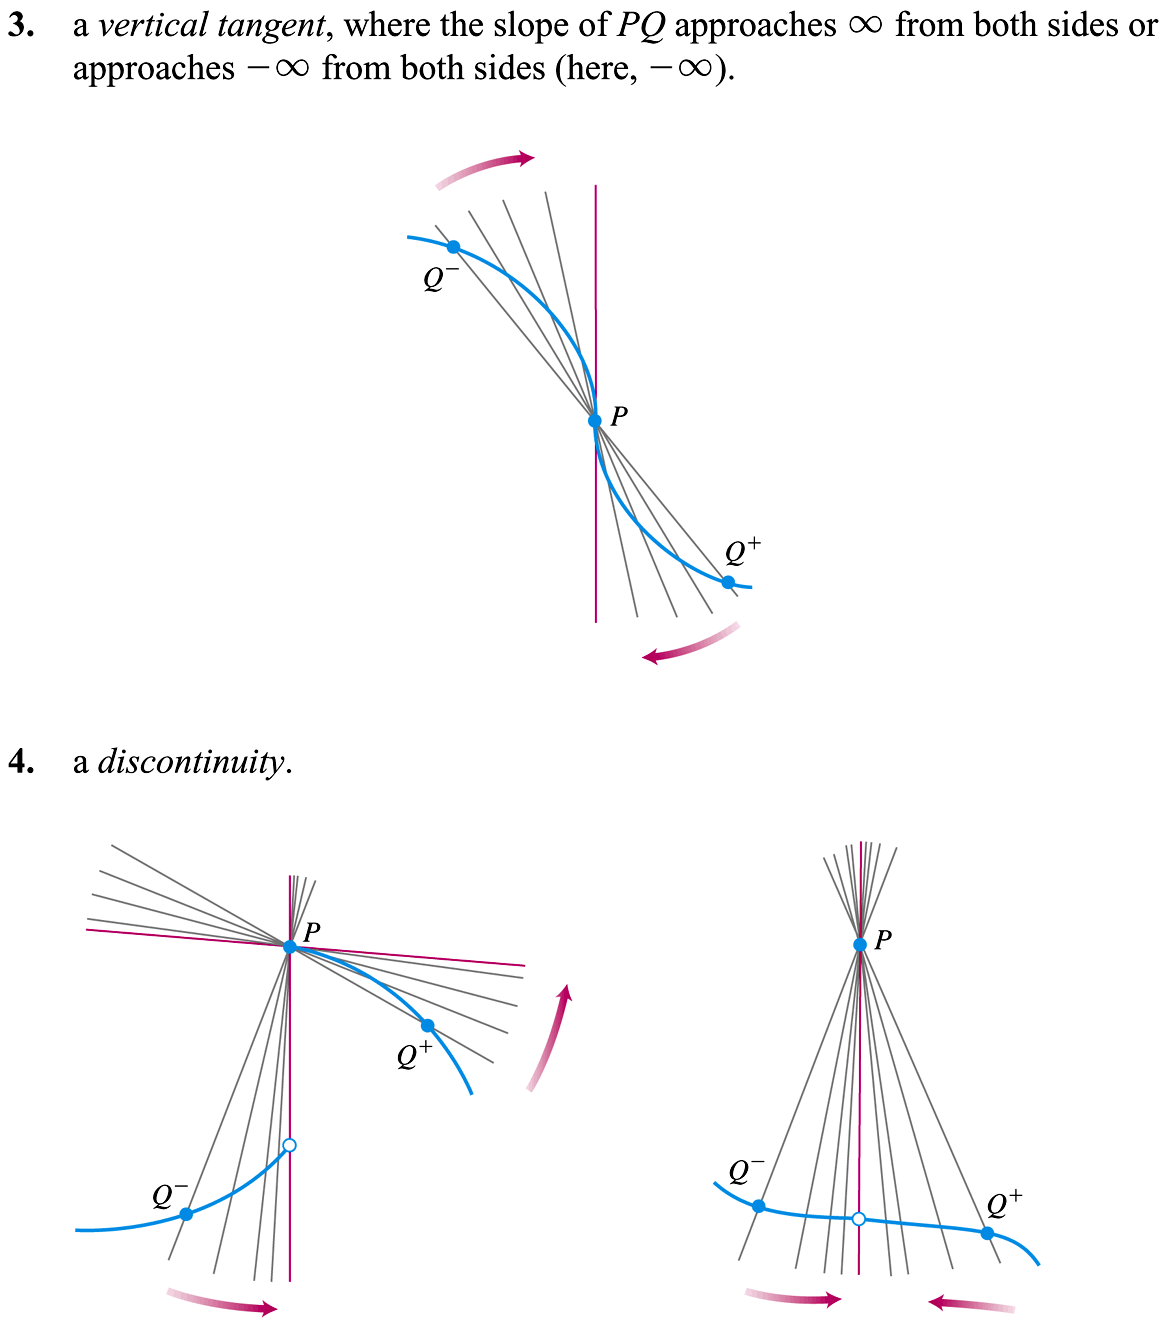 3. a vertical tangent, where the slope of PQ approaches ∞ from both sides or
approaches −∞ from both sides (here, −∞).
Q⁻
P
Q⁺
4. a discontinuity.
P
Q⁺
Q⁻
P
Q⁻
Q⁺